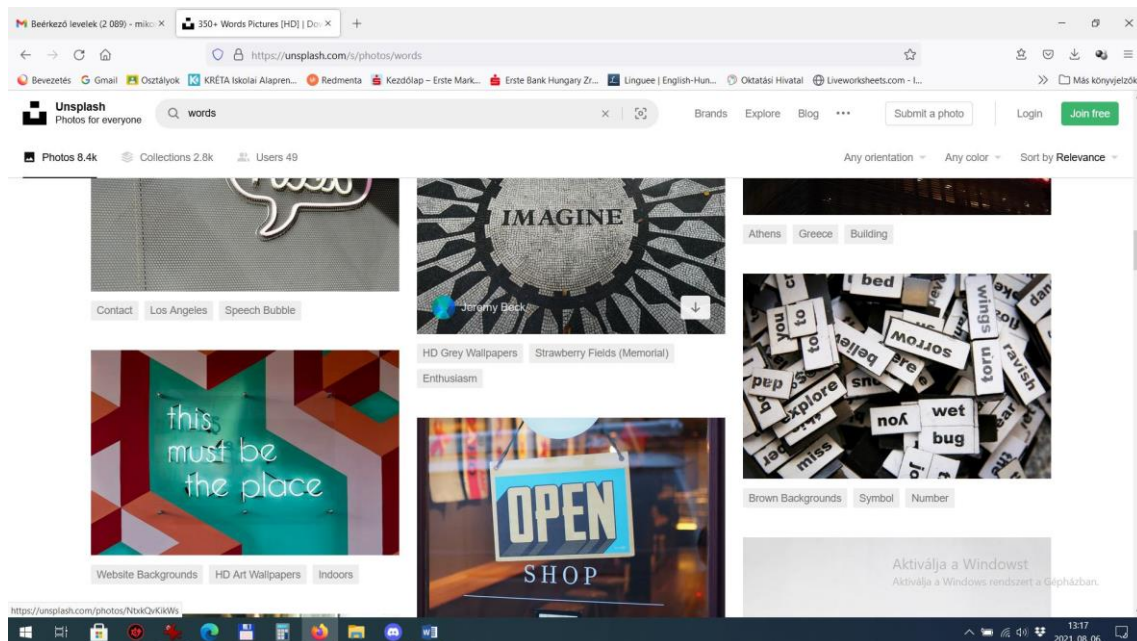 Beérkező levelek (2 089) - miko
350+ Words Pictures [HD] | Dow
https://unsplash.com/s/photos/words
Bevezetés Gmail Osztályok KRÉTA Iskolai Alapren... Redmenta Kezdőlap – Erste Mark... Erste Bank Hungary Zr... Linguee | English-Hun... Oktatási Hivatal Liveworksheets.com - I... Más könyvjelzők
Unsplash
Photos for everyone
words
Brands Explore Blog Submit a photo Login Join free
Photos 8.4k Collections 2.8k Users 49 Any orientation Any color Sort by Relevance
Contact Los Angeles Speech Bubble
this
must be
the place
Website Backgrounds HD Art Wallpapers Indoors
IMAGINE
Jeremy Beck
HD Grey Wallpapers Strawberry Fields (Memorial)
Enthusiasm
OPEN
SHOP
Athens Greece Building
bed
you
to
wings
torn
ravish
sorrow
dad
explore
you
wet
bug
miss
Brown Backgrounds Symbol Number
Aktiválja a Windowst
Aktiválja a Windows rendszert a Gépházban.
https://unsplash.com/photos/NtxkQvKikWs
13:17
2021. 08. 06.